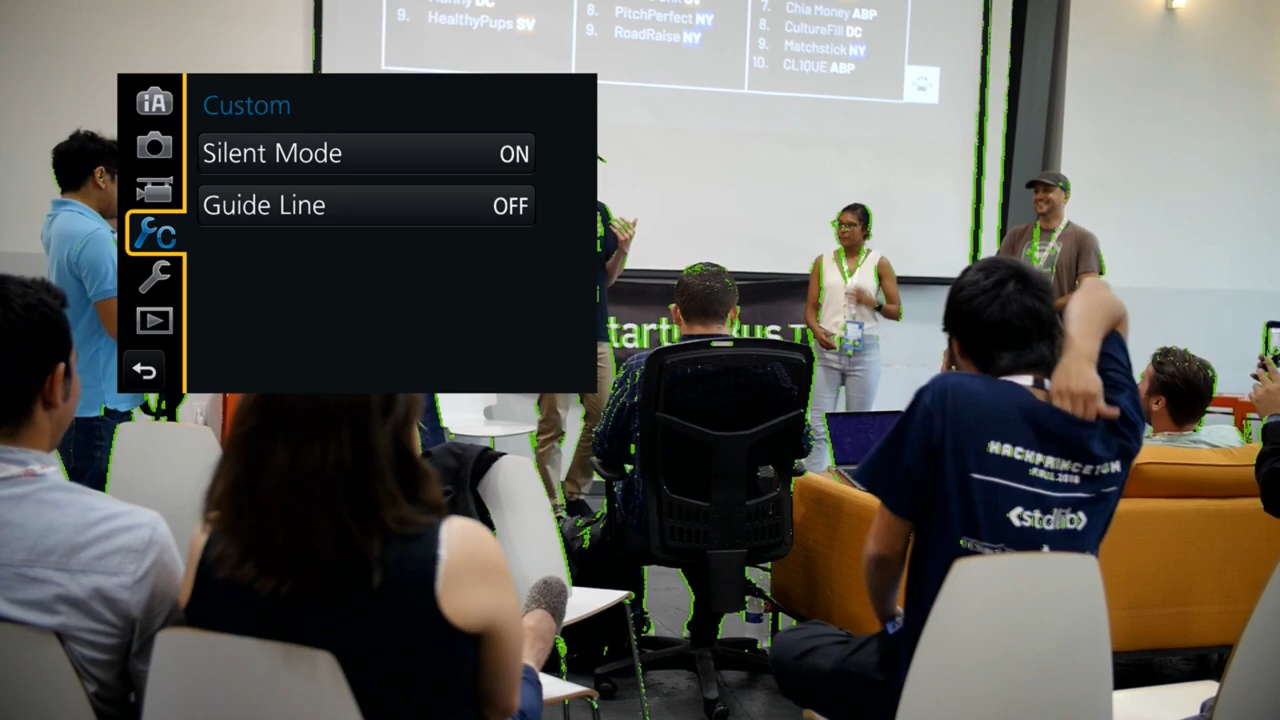 9. HealthyPups SV
8. PitchPerfect NY
9. RoadRaise NY
7. Chia Money ABP
8. CultureFill DC
9. Matchstick NY
10. CL1QUE ABP
iA
Custom
Silent Mode ON
Guide Line OFF
C
HACKPRINCETON
<stdlib>